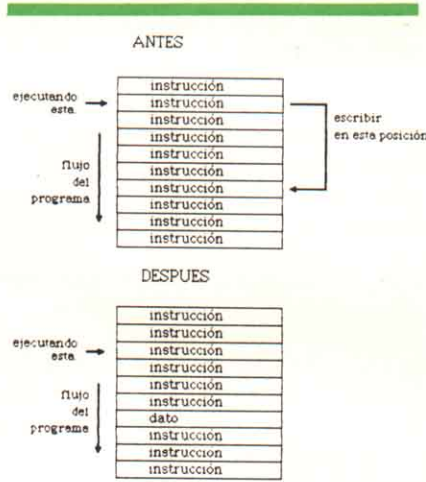 ANTES
instrucción
ejecutando
esta.
instrucción
instrucción
escribir
en esta posición
instrucción
instrucción
flujo
del
programa
instrucción
instrucción
instrucción
instrucción
instrucción
DESPUES
instrucción
instrucción
ejecutando
esta
instrucción
instrucción
instrucción
flujo
del
programa
instrucción
dato
instrucción
instrucción
instrucción